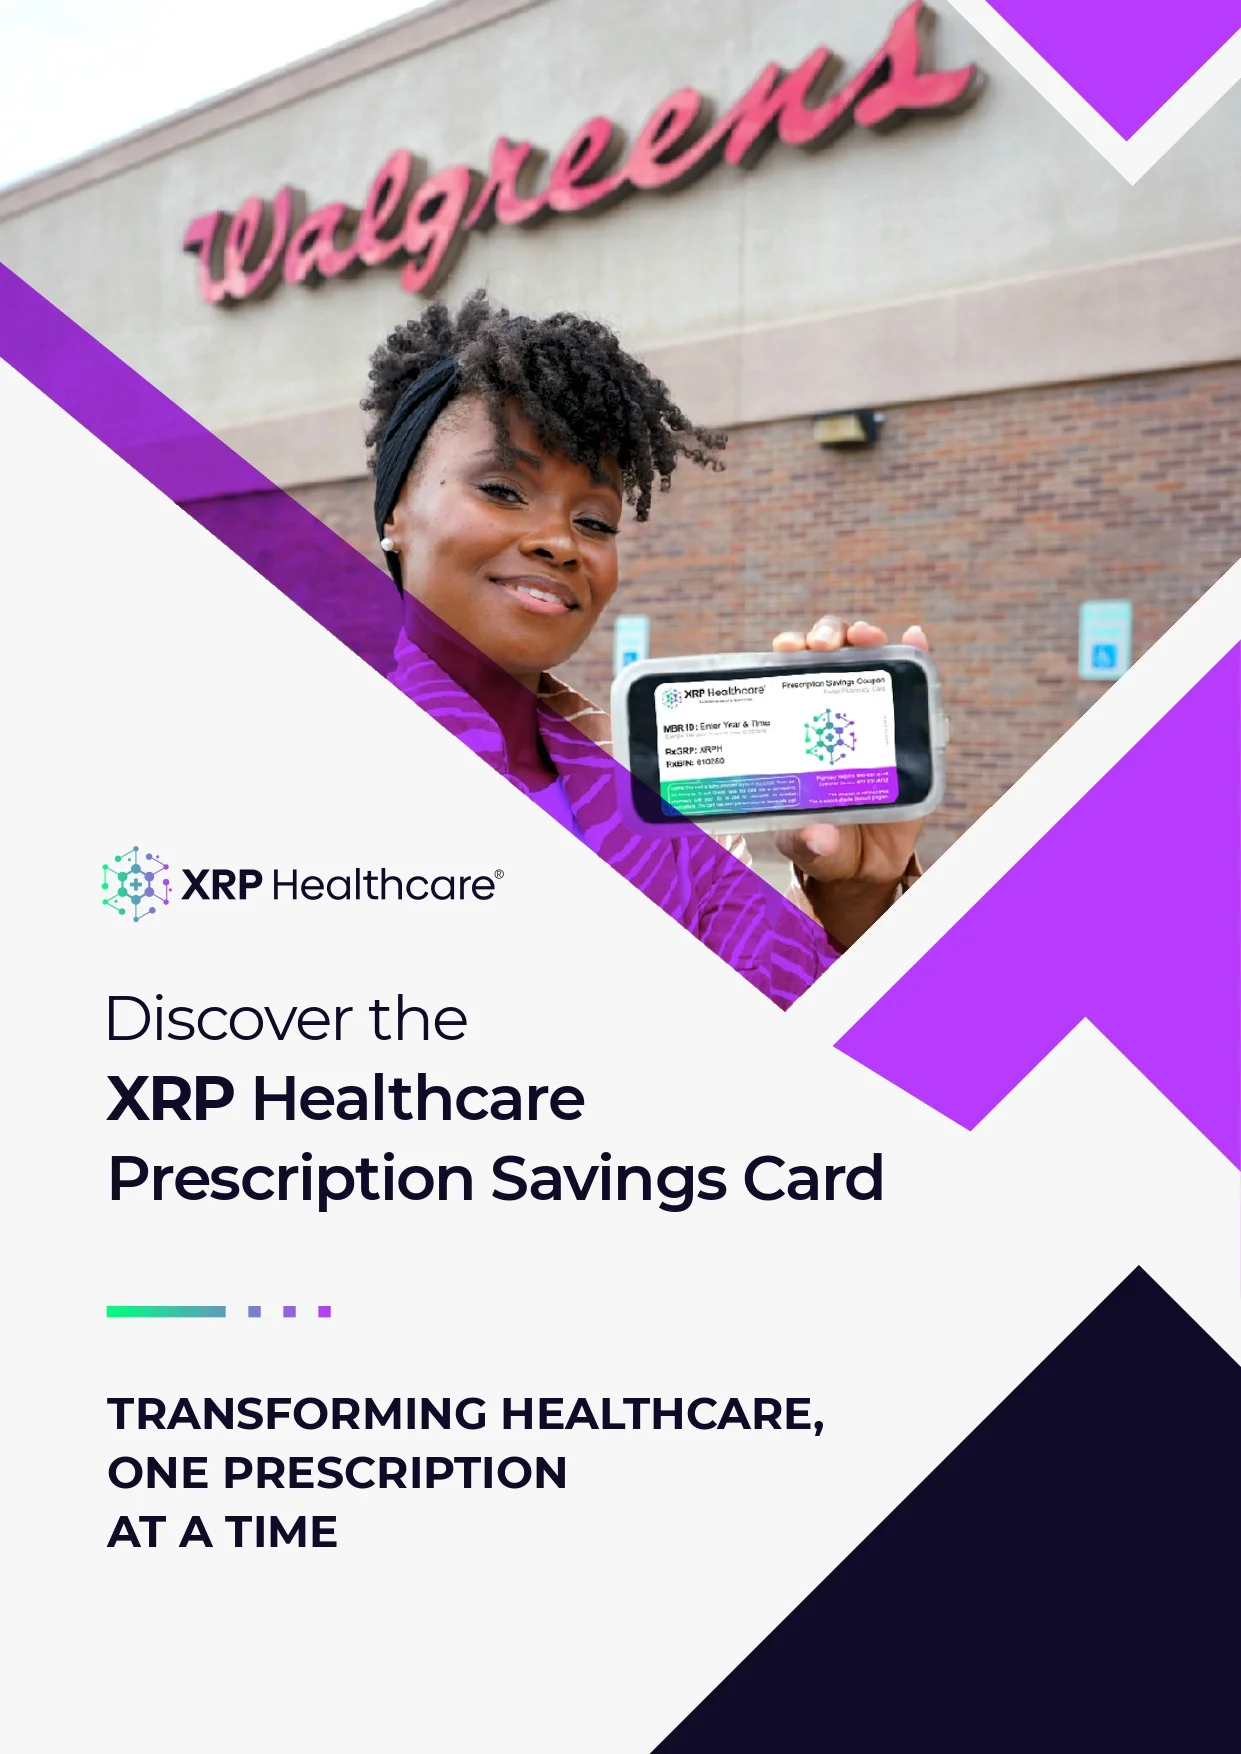 Walgreens
XRP Healthcare®
Prescription Savings Coupon
MBR ID: Enter Year & Time
RxGRP: XRPH
RxBIN: 610280
XRP Healthcare®
Discover the
XRP Healthcare
Prescription Savings Card
TRANSFORMING HEALTHCARE,
ONE PRESCRIPTION
AT A TIME